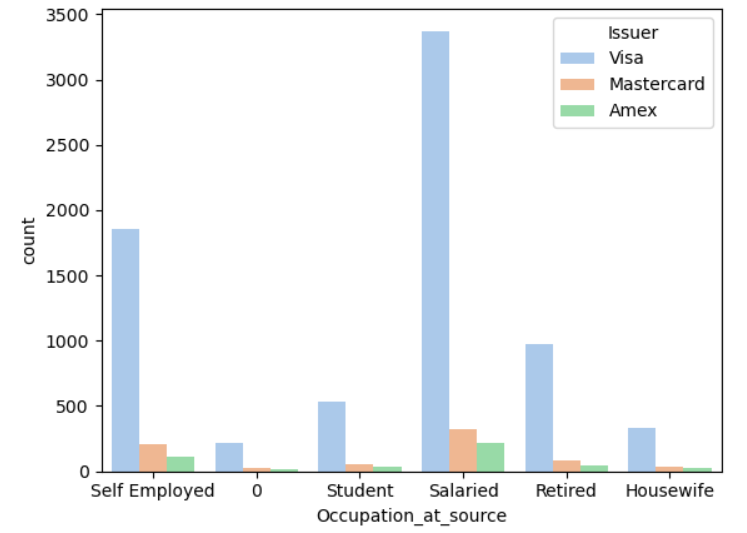 3500
3000
2500
2000
1500
1000
500
0
count
Issuer
Visa
Mastercard
Amex
Self Employed 0 Student Salaried Retired Housewife
Occupation_at_source